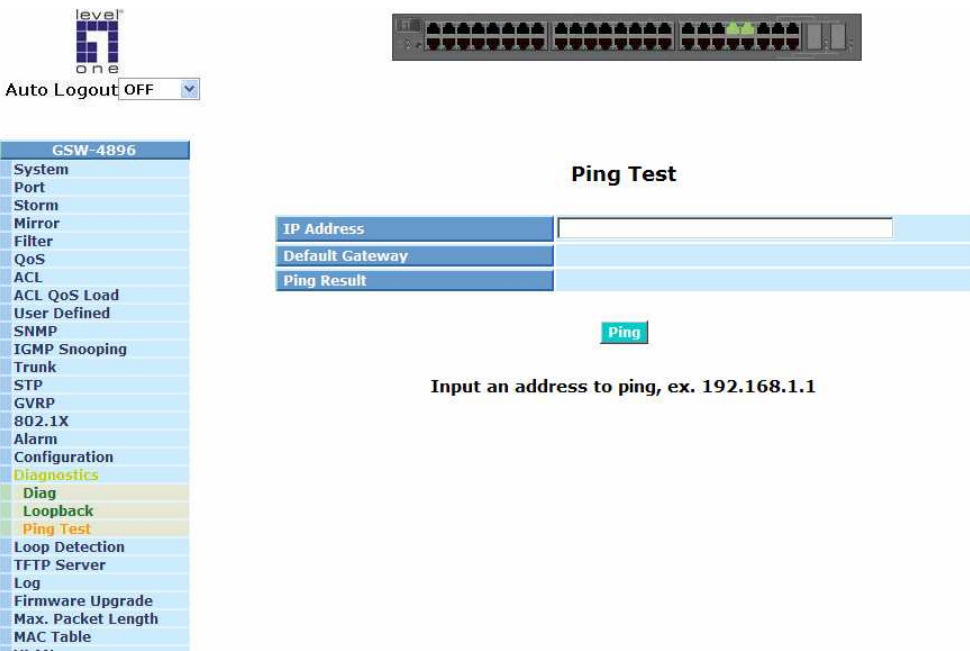 level
one
Auto Logout OFF
GSW-4896
System
Port
Storm
Mirror
Filter
QoS
ACL
ACL QoS Load
User Defined
SNMP
IGMP Snooping
Trunk
STP
GVRP
802.1X
Alarm
Configuration
Diagnostics
Diag
Loopback
Ping Test
Loop Detection
TFTP Server
Log
Firmware Upgrade
Max. Packet Length
MAC Table
Ping Test
IP Address
Default Gateway
Ping Result
Ping
Input an address to ping, ex. 192.168.1.1